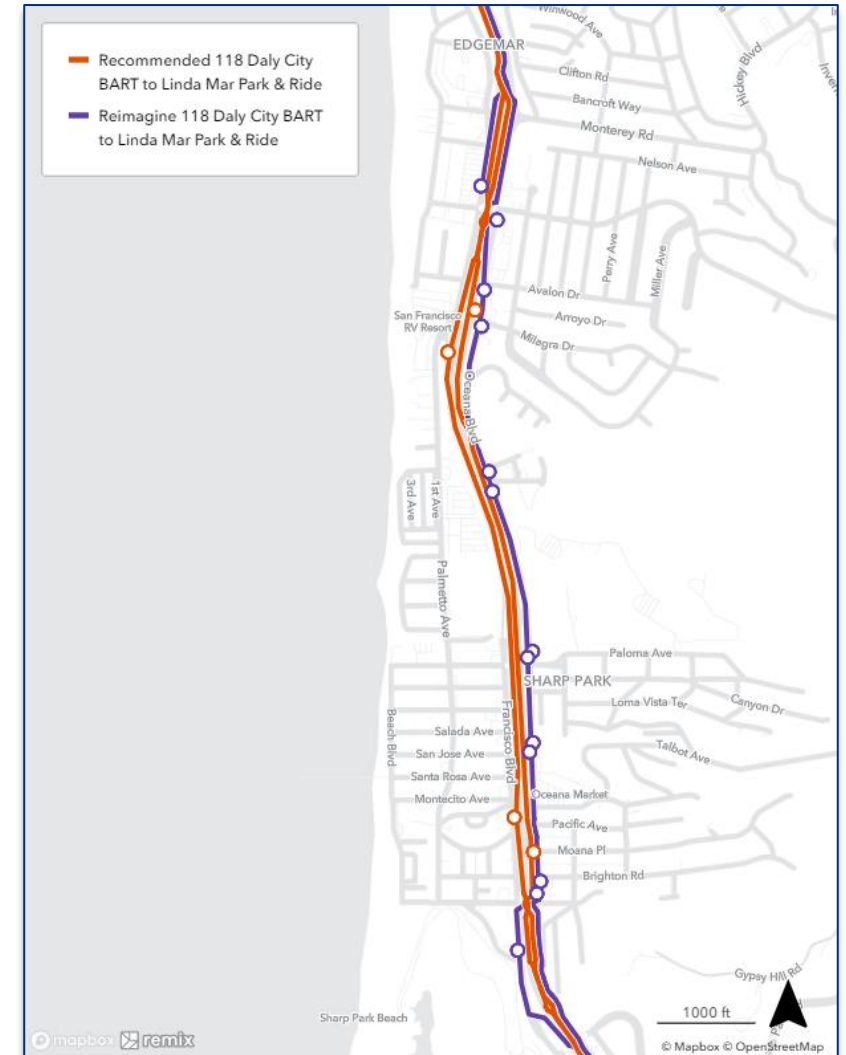 Recommended 118 Daly City
BART to Linda Mar Park & Ride
Reimagine 118 Daly City BART
to Linda Mar Park & Ride
Winwood Ave
EDGEMAR
Hickey Blvd
Clifton Rd
Bancroft Way
Monterey Rd
Nelson Ave
Perry Ave
Miller Ave
Avalon Dr
San Francisco
RV Resort
Arroyo Dr
Milagra Dr
Oceana Blvd
3rd Ave
1st Ave
Palmetto Ave
Paloma Ave
SHARP PARK
Loma Vista Ter
Canyon Dr
Beach Blvd
Francisco Blvd
Salada Ave
San Jose Ave
Talbot Ave
Santa Rosa Ave
Montecito Ave
Oceana Market
Pacific Ave
Moana Pl
Brighton Rd
Gypsy Hill Rd
Sharp Park Beach
1000 ft
mapbox remix
© Mapbox © OpenStreetMap